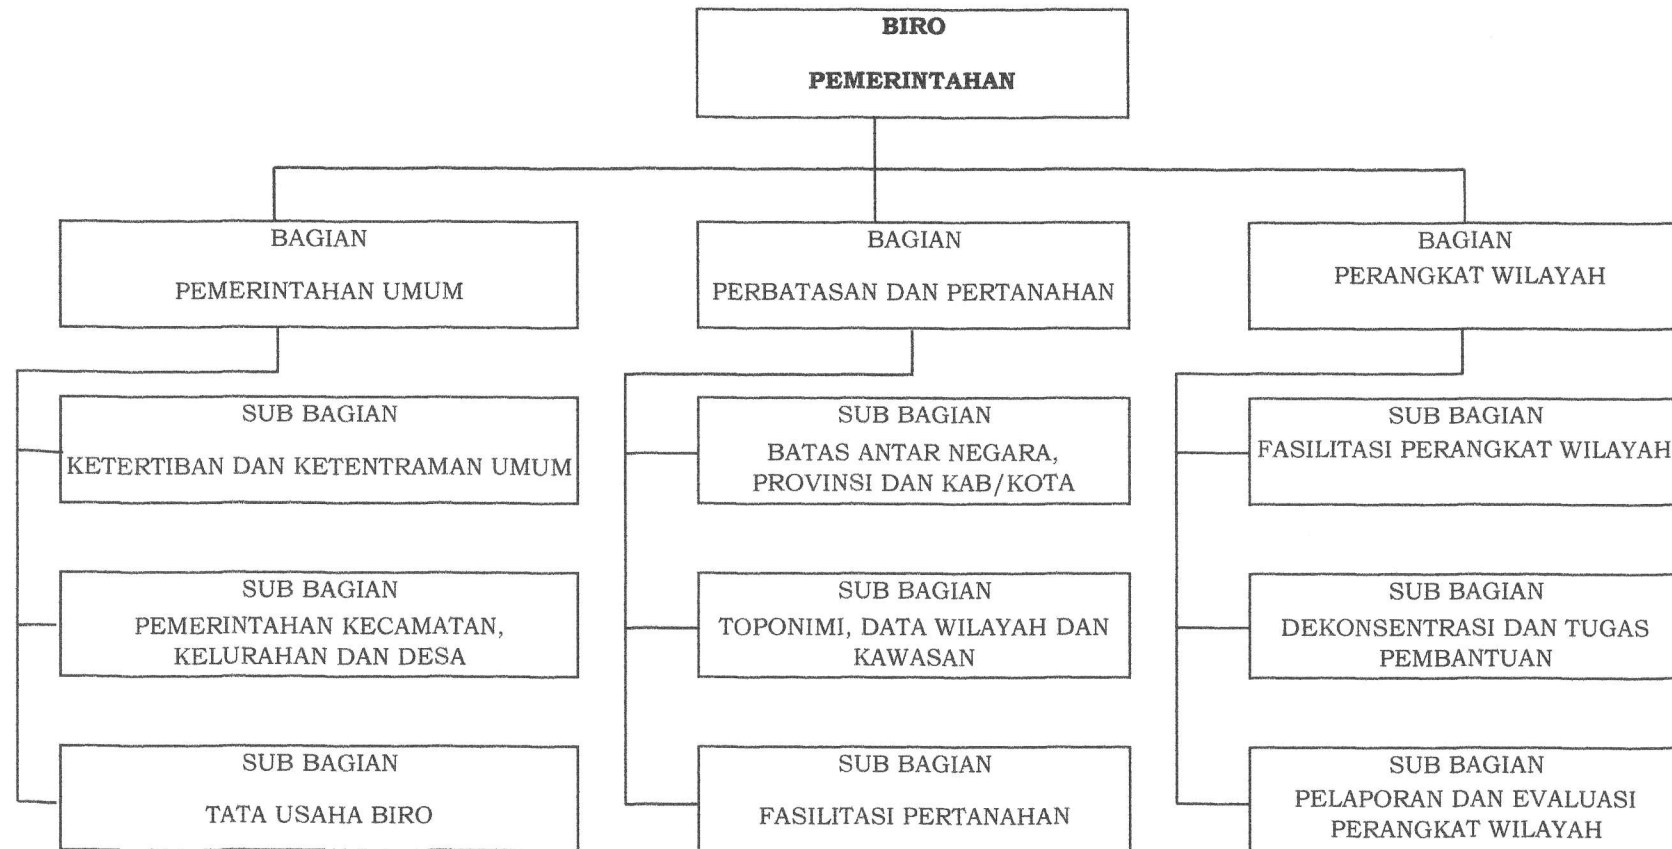 BIRO
PEMERINTAHAN
BAGIAN
PEMERINTAHAN UMUM
BAGIAN
PERBATASAN DAN PERTANAHAN
BAGIAN
PERANGKAT WILAYAH
SUB BAGIAN
KETERTIBAN DAN KETENTRAMAN UMUM
SUB BAGIAN
BATAS ANTAR NEGARA,
PROVINSI DAN KAB/KOTA
SUB BAGIAN
FASILITASI PERANGKAT WILAYAH
SUB BAGIAN
PEMERINTAHAN KECAMATAN,
KELURAHAN DAN DESA
SUB BAGIAN
TOPONIMI, DATA WILAYAH DAN
KAWASAN
SUB BAGIAN
DEKONSENTRASI DAN TUGAS
PEMBANTUAN
SUB BAGIAN
TATA USAHA BIRO
SUB BAGIAN
FASILITASI PERTANAHAN
SUB BAGIAN
PELAPORAN DAN EVALUASI
PERANGKAT WILAYAH